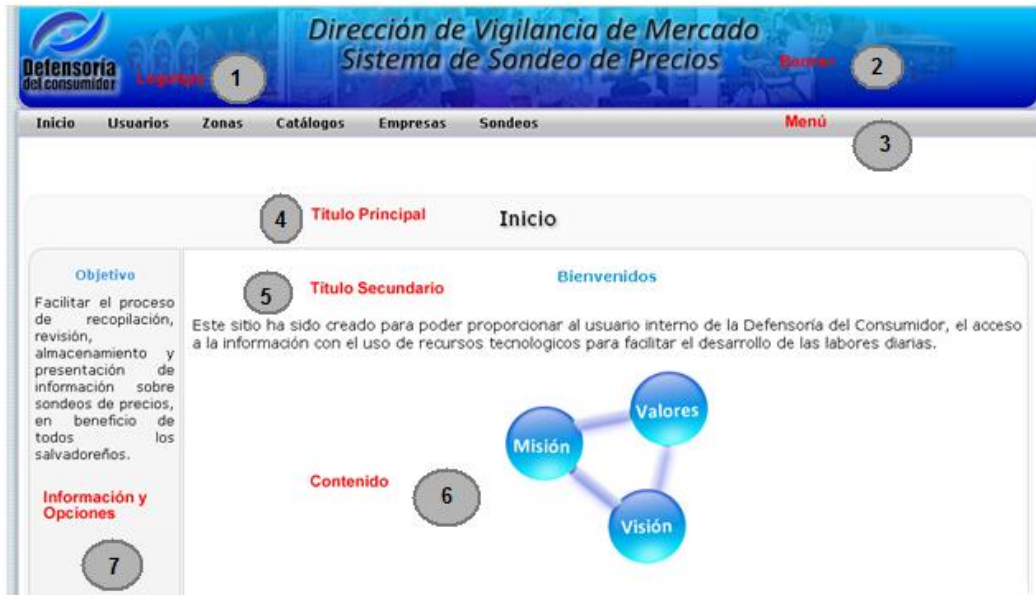 Dirección de Vigilancia de Mercado
Sistema de Sondeo de Precios
Defensoría
del consumidor
Logotipo
1
Banner
2
Inicio Usuarios Zonas Catálogos Empresas Sondeos
Menú
3
4
Titulo Principal
Inicio
Objetivo
Facilitar el proceso
de recopilación,
revisión,
almacenamiento y
presentación de
información sobre
sondeos de precios,
en beneficio de
todos los
salvadoreños.
Información y
Opciones
7
5
Título Secundario
Bienvenidos
Este sitio ha sido creado para poder proporcionar al usuario interno de la Defensoría del Consumidor, el acceso
a la información con el uso de recursos tecnologicos para facilitar el desarrollo de las labores diarias.
Valores
Misión
Visión
Contenido
6